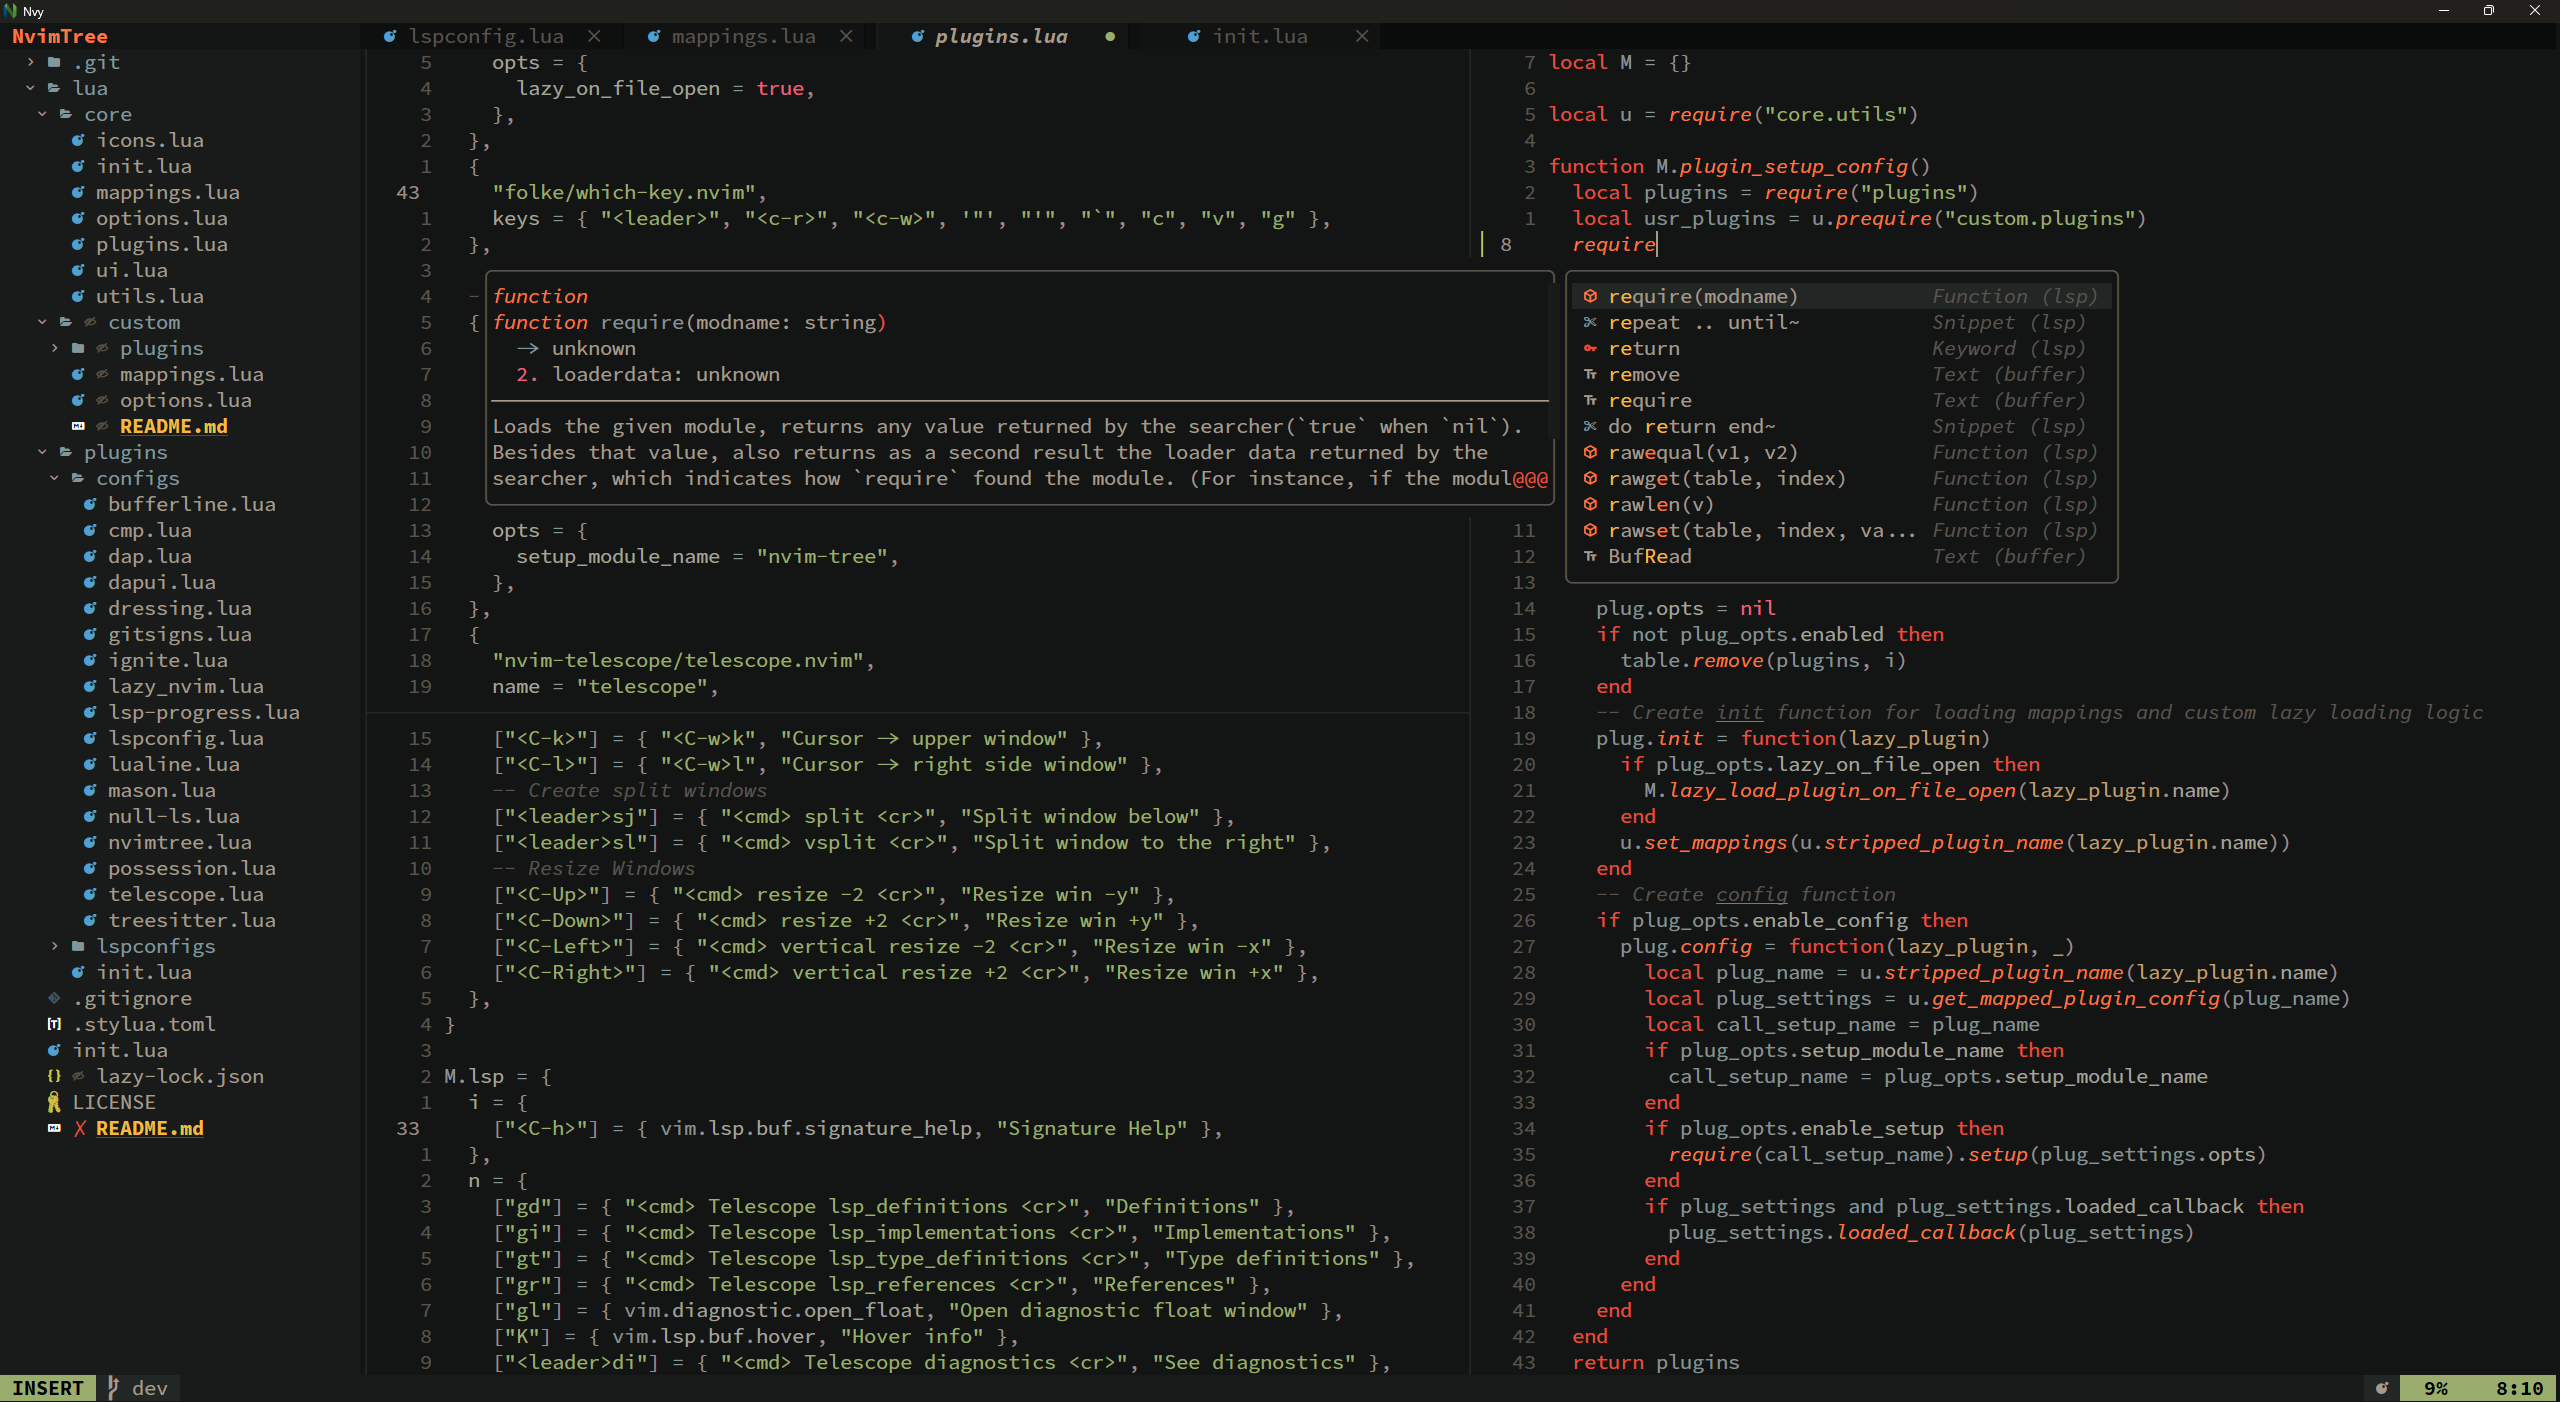 Nvy
NvimTree
.git
lua
core
icons.lua
init.lua
mappings.lua
options.lua
plugins.lua
ui.lua
utils.lua
custom
plugins
mappings.lua
options.lua
README.md
plugins
configs
bufferline.lua
cmp.lua
dap.lua
dapui.lua
dressing.lua
gitsigns.lua
ignite.lua
lazy_nvim.lua
lsp-progress.lua
lspconfig.lua
lualine.lua
mason.lua
null-ls.lua
nvimtree.lua
possession.lua
telescope.lua
treesitter.lua
lspconfigs
init.lua
.gitignore
[T] .stylua.toml
init.lua
{} lazy-lock.json
LICENSE
X README.md
lspconfig.lua × mappings.lua × plugins.lua ● init.lua ×
5 opts = {
4 lazy_on_file_open = true,
3 },
2 },
1 {
43 "folke/which-key.nvim",
1 keys = { "<leader>", "<c-r>", "<c-w>", '"', "'", "`", "c", "v", "g" },
2 },
3
4 -
5 {
6
7
8
9
10
11
12
function
function require(modname: string)
→ unknown
2. loaderdata: unknown
Loads the given module, returns any value returned by the searcher(`true` when `nil`).
Besides that value, also returns as a second result the loader data returned by the
searcher, which indicates how `require` found the module. (For instance, if the modul@@@
13 opts = {
14 setup_module_name = "nvim-tree",
15 },
16 },
17 {
18 "nvim-telescope/telescope.nvim",
19 name = "telescope",
15 ["<C-k>"] = { "<C-w>k", "Cursor → upper window" },
14 ["<C-l>"] = { "<C-w>l", "Cursor → right side window" },
13 -- Create split windows
12 ["<leader>sj"] = { "<cmd> split <cr>", "Split window below" },
11 ["<leader>sl"] = { "<cmd> vsplit <cr>", "Split window to the right" },
10 -- Resize Windows
9 ["<C-Up>"] = { "<cmd> resize -2 <cr>", "Resize win -y" },
8 ["<C-Down>"] = { "<cmd> resize +2 <cr>", "Resize win +y" },
7 ["<C-Left>"] = { "<cmd> vertical resize -2 <cr>", "Resize win -x" },
6 ["<C-Right>"] = { "<cmd> vertical resize +2 <cr>", "Resize win +x" },
5 },
4 }
3
2 M.lsp = {
1 i = {
33 ["<C-h>"] = { vim.lsp.buf.signature_help, "Signature Help" },
1 },
2 n = {
3 ["gd"] = { "<cmd> Telescope lsp_definitions <cr>", "Definitions" },
4 ["gi"] = { "<cmd> Telescope lsp_implementations <cr>", "Implementations" },
5 ["gt"] = { "<cmd> Telescope lsp_type_definitions <cr>", "Type definitions" },
6 ["gr"] = { "<cmd> Telescope lsp_references <cr>", "References" },
7 ["gl"] = { vim.diagnostic.open_float, "Open diagnostic float window" },
8 ["K"] = { vim.lsp.buf.hover, "Hover info" },
9 ["<leader>di"] = { "<cmd> Telescope diagnostics <cr>", "See diagnostics" },
7 local M = {}
6
5 local u = require("core.utils")
4
3 function M.plugin_setup_config()
2 local plugins = require("plugins")
1 local usr_plugins = u.prequire("custom.plugins")
8 require
require(modname) Function (lsp)
repeat .. until~ Snippet (lsp)
return Keyword (lsp)
remove Text (buffer)
require Text (buffer)
do return end~ Snippet (lsp)
rawequal(v1, v2) Function (lsp)
rawget(table, index) Function (lsp)
rawlen(v) Function (lsp)
rawset(table, index, va... Function (lsp)
BufRead Text (buffer)
11
12
13
14 plug.opts = nil
15 if not plug_opts.enabled then
16 table.remove(plugins, i)
17 end
18 -- Create init function for loading mappings and custom lazy loading logic
19 plug.init = function(lazy_plugin)
20 if plug_opts.lazy_on_file_open then
21 M.lazy_load_plugin_on_file_open(lazy_plugin.name)
22 end
23 u.set_mappings(u.stripped_plugin_name(lazy_plugin.name))
24 end
25 -- Create config function
26 if plug_opts.enable_config then
27 plug.config = function(lazy_plugin, _)
28 local plug_name = u.stripped_plugin_name(lazy_plugin.name)
29 local plug_settings = u.get_mapped_plugin_config(plug_name)
30 local call_setup_name = plug_name
31 if plug_opts.setup_module_name then
32 call_setup_name = plug_opts.setup_module_name
33 end
34 if plug_opts.enable_setup then
35 require(call_setup_name).setup(plug_settings.opts)
36 end
37 if plug_settings and plug_settings.loaded_callback then
38 plug_settings.loaded_callback(plug_settings)
39 end
40 end
41 end
42 end
43 return plugins
INSERT dev 9% 8:10